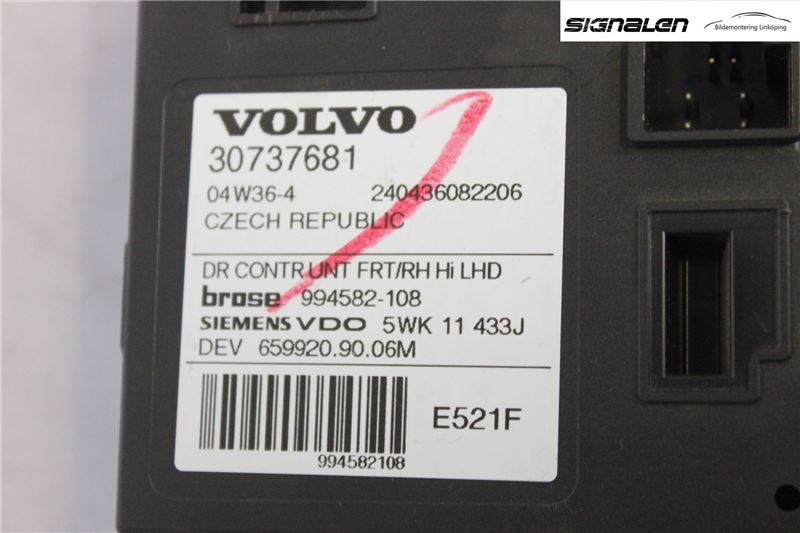 SIGNALEN
Bildemontering Linköping
VOLVO
30737681
04W36-4 240436082206
CZECH REPUBLIC
DR CONTR UNT FRT/RH Hi LHD
brose 994582-108
SIEMENS VDO 5WK 11 433J
DEV 659920.90.06M
E521F
994582108